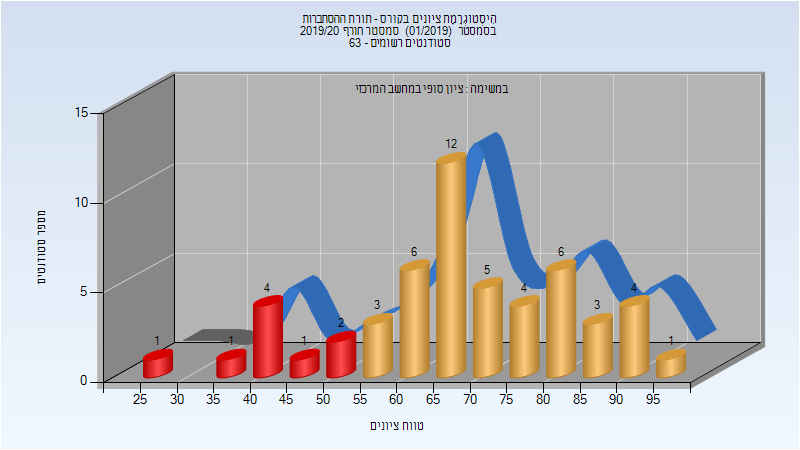 היסטוגרמת ציונים בקורס - תורת ההסתברות
בסמסטר (01/2019) סמסטר חורף 2019/20
סטודנטים רשומים - 63
במשימה : ציון סופי במחשב המרכזי
מספר סטודנטים
15
10
5
0
1
1
4
1
2
3
6
12
5
4
6
3
4
1
25 30 35 40 45 50 55 60 65 70 75 80 85 90 95
טווח ציונים